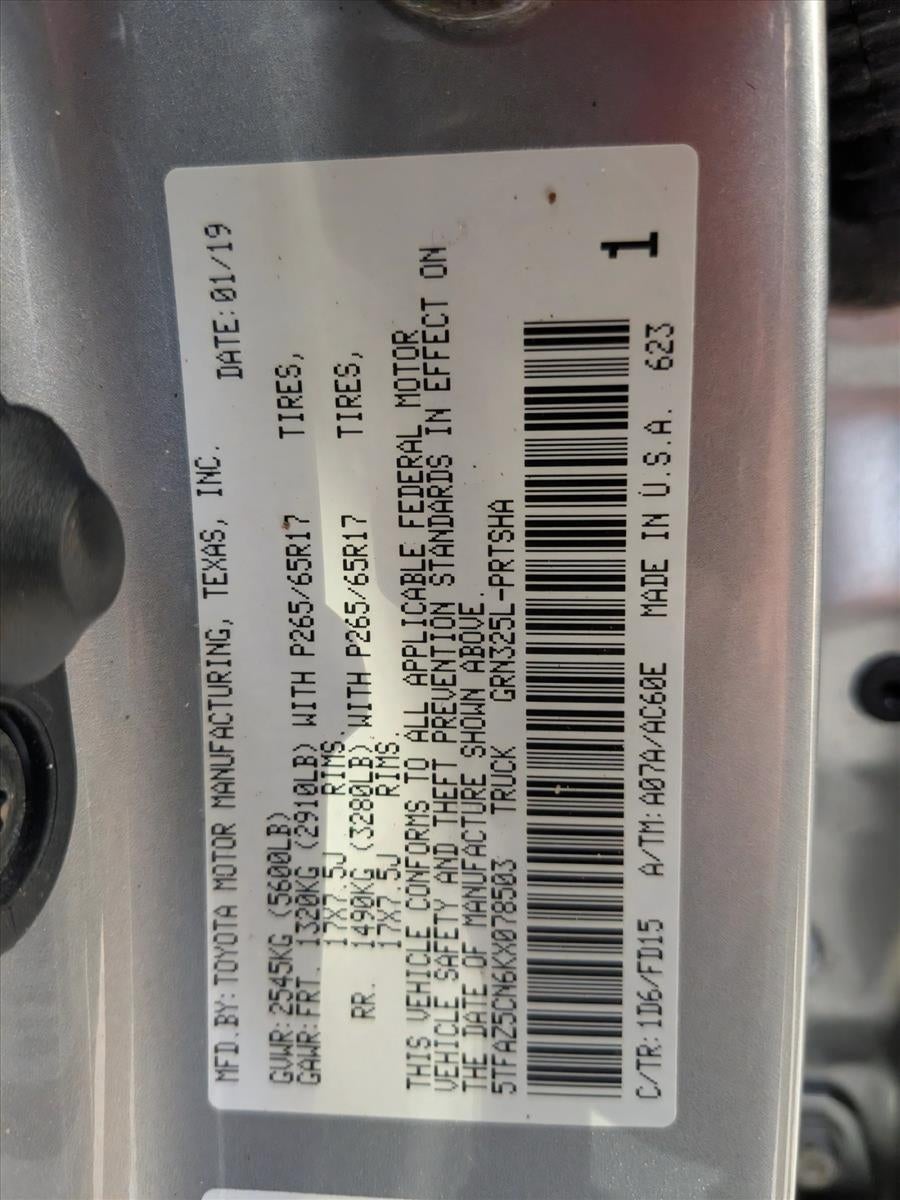 MFD.BY:TOYOTA MOTOR MANUFACTURING, TEXAS, INC. DATE:01/19
GVWR:2545KG (5600LB)
GAWR:FRT. 1320KG (2910LB) WITH P265/65R17 TIRES,
17X7.5J RIMS.
RR. 1490KG (3280LB) WITH P265/65R17 TIRES,
17X7.5J RIMS.
THIS VEHICLE CONFORMS TO ALL APPLICABLE FEDERAL MOTOR
VEHICLE SAFETY AND THEFT PREVENTION STANDARDS IN EFFECT ON
THE DATE OF MANUFACTURE SHOWN ABOVE.
5TFAZ5CN6KX078503 TRUCK GRN325L-PRTSHA
1
C/TR:1D6/FD15 A/TM:A07A/AC60E MADE IN U.S.A. 623